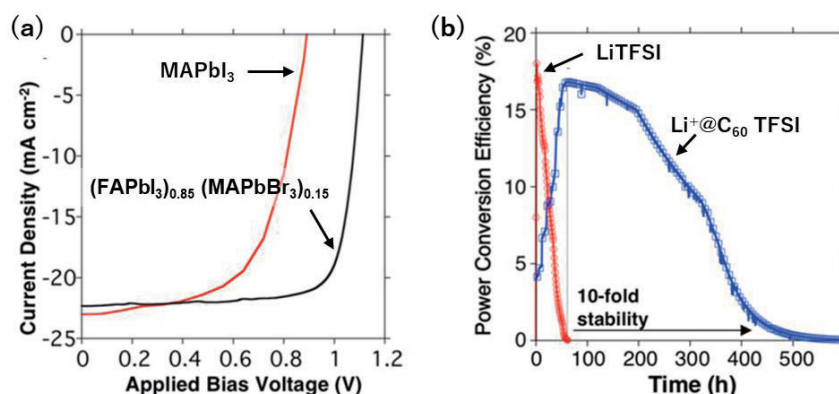 (a)
0
-5
-10
-15
-20
-25
Current Density (mA cm⁻²)
MAPbI₃
(FAPbI₃)₀.₈₅ (MAPbBr₃)₀.₁₅
0 0.2 0.4 0.6 0.8 1 1.2
Applied Bias Voltage (V)
(b)
20
15
10
5
0
Power Conversion Efficiency (%)
LiTFSI
Li⁺@C₆₀ TFSI
10-fold
stability
0 100 200 300 400 500
Time (h)